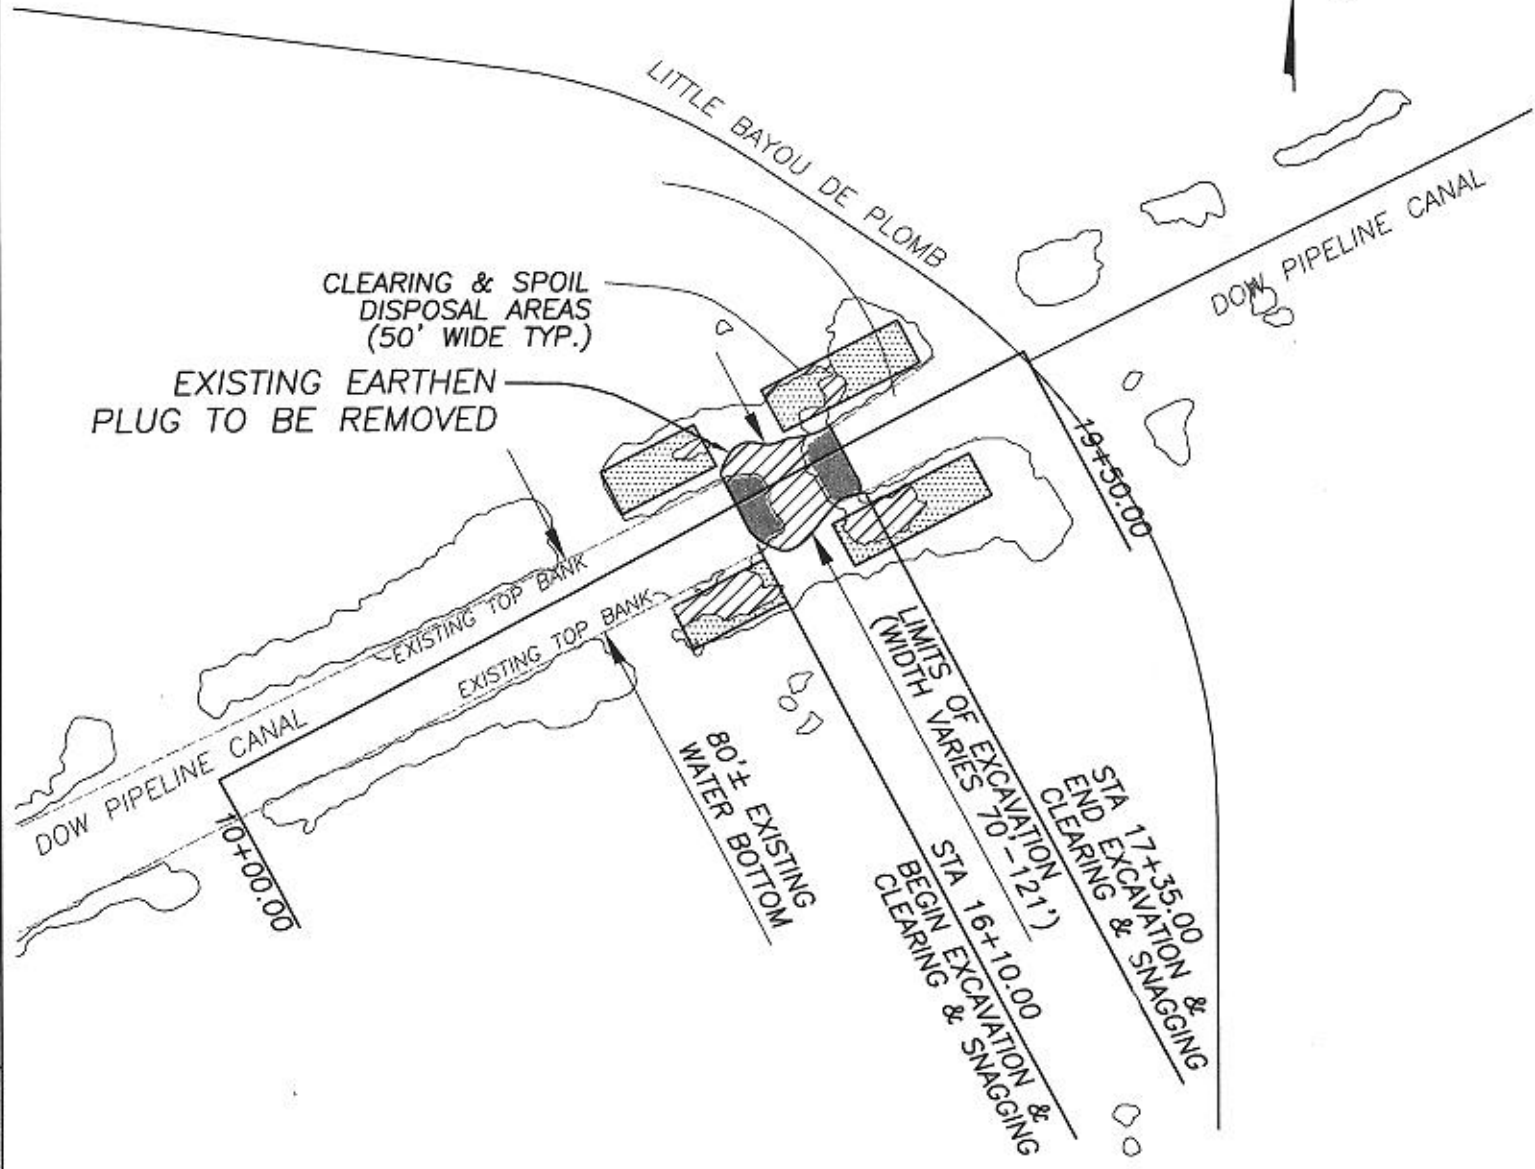 LITTLE BAYOU DE PLOMB
DOW PIPELINE CANAL
CLEARING & SPOIL
DISPOSAL AREAS
(50' WIDE TYP.)
EXISTING EARTHEN
PLUG TO BE REMOVED
19+50.00
EXISTING TOP BANK
EXISTING TOP BANK
DOW PIPELINE CANAL
10+00.00
80'± EXISTING
WATER BOTTOM
LIMITS OF EXCAVATION
(WIDTH VARIES 70'-121')
STA 17+35.00
END EXCAVATION &
CLEARING & SNAGGING
STA 16+10.00
BEGIN EXCAVATION &
CLEARING & SNAGGING